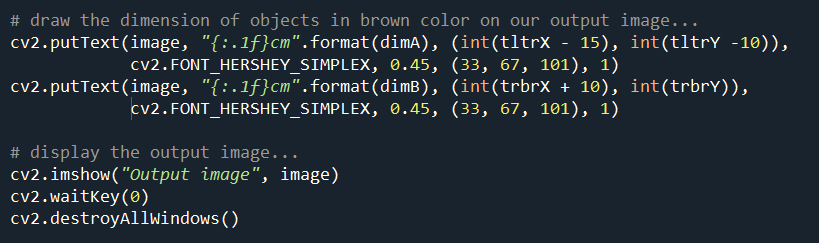 # draw the dimension of objects in brown color on our output image...
cv2.putText(image, "{:.1f}cm".format(dimA), (int(tltrX - 15), int(tltrY -10)),
            cv2.FONT_HERSHEY_SIMPLEX, 0.45, (33, 67, 101), 1)
cv2.putText(image, "{:.1f}cm".format(dimB), (int(trbrX + 10), int(trbrY)),
            cv2.FONT_HERSHEY_SIMPLEX, 0.45, (33, 67, 101), 1)

# display the output image...
cv2.imshow("Output image", image)
cv2.waitKey(0)
cv2.destroyAllWindows()